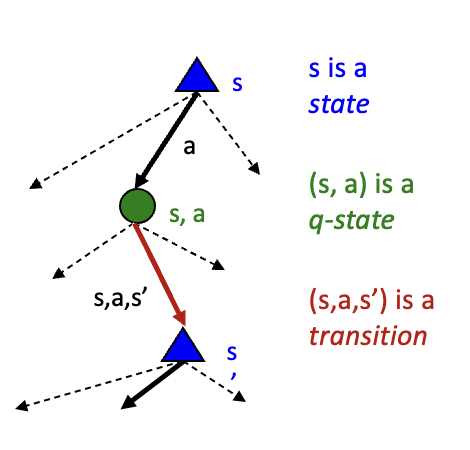 s
s is a
state
a
(s, a) is a
q-state
s, a
s,a,s’
(s,a,s’) is a
transition
s
’